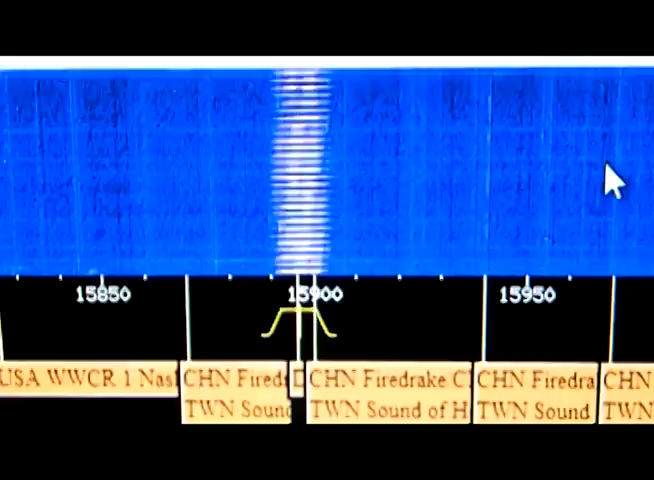 15850 15900 15950
USA WWCR 1 Nas
CHN Fired
TWN Soun
D
CHN Firedrake C
TWN Sound of H
CHN Firedra
TWN Sound
CHN
TWN